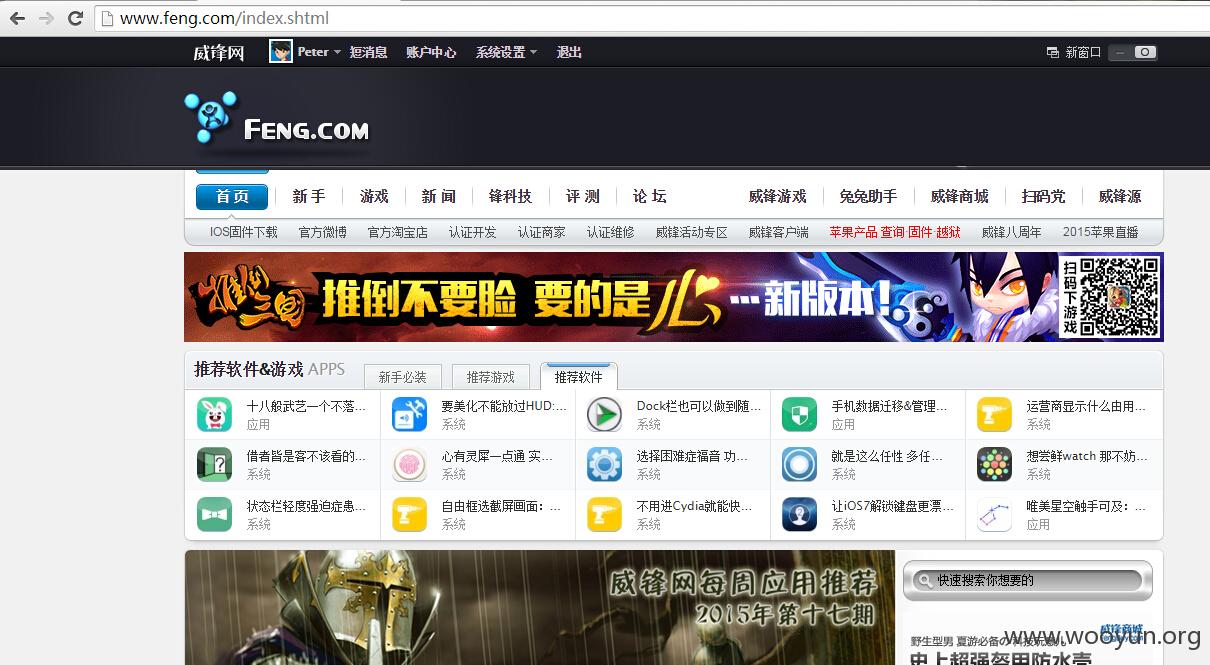 www.feng.com/index.shtml
威锋网 Peter 短消息 账户中心 系统设置 退出 新窗口
FENG.COM
首页 新手 游戏 新闻 锋科技 评测 论坛 威锋游戏 兔兔助手 威锋商城 扫码党 威锋源
IOS固件下载 官方微博 官方淘宝店 认证开发 认证商家 认证维修 威锋活动专区 威锋客户端 苹果产品 查询·固件·越狱 威锋八周年 2015苹果直播
推倒三国 推倒不要脸 要的是心…新版本! 扫码下游戏
推荐软件&游戏 APPS 新手必装 推荐游戏 推荐软件
十八般武艺一个不落... 要美化不能放过HUD:... Dock栏也可以做到随... 手机数据迁移&管理... 运营商显示什么由用...
应用 系统 系统 应用 系统
借者皆是客不该看的... 心有灵犀一点通 实... 选择困难症福音 功... 就是这么任性 多任... 想尝鲜watch 那不妨...
系统 系统 系统 系统 系统
状态栏轻度强迫症患... 自由框选截屏画面：... 不用进Cydia就能快... 让iOS7解锁键盘更漂... 唯美星空触手可及：...
系统 系统 系统 系统 应用
威锋网每周应用推荐
2015年第十七期
快速搜索你想要的
威锋商城
野生型男 夏游必备の科技玩意儿
史上超强盔甲防水壳
www.wooyun.org